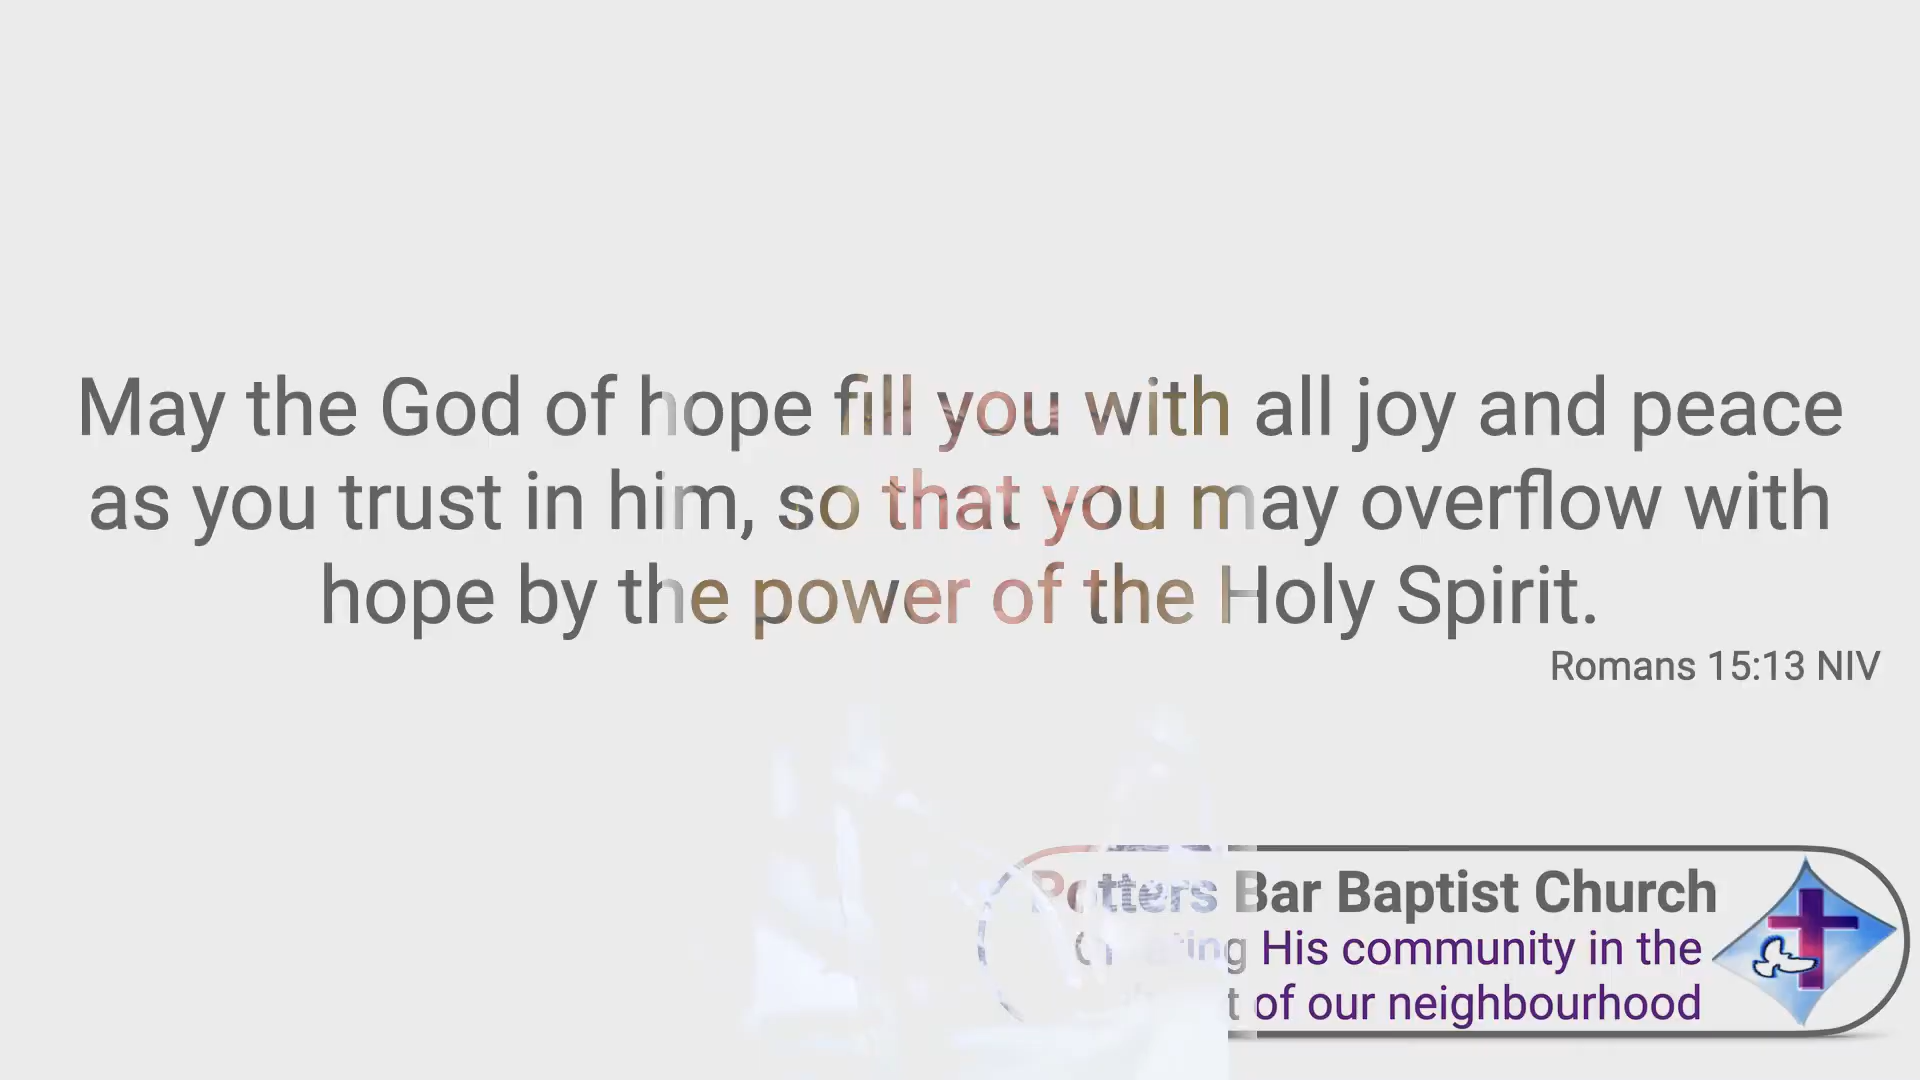 May the God of hope fill you with all joy and peace
as you trust in him, so that you may overflow with
hope by the power of the Holy Spirit.
Romans 15:13 NIV
Potters Bar Baptist Church
Creating His community in the
of our neighbourhood